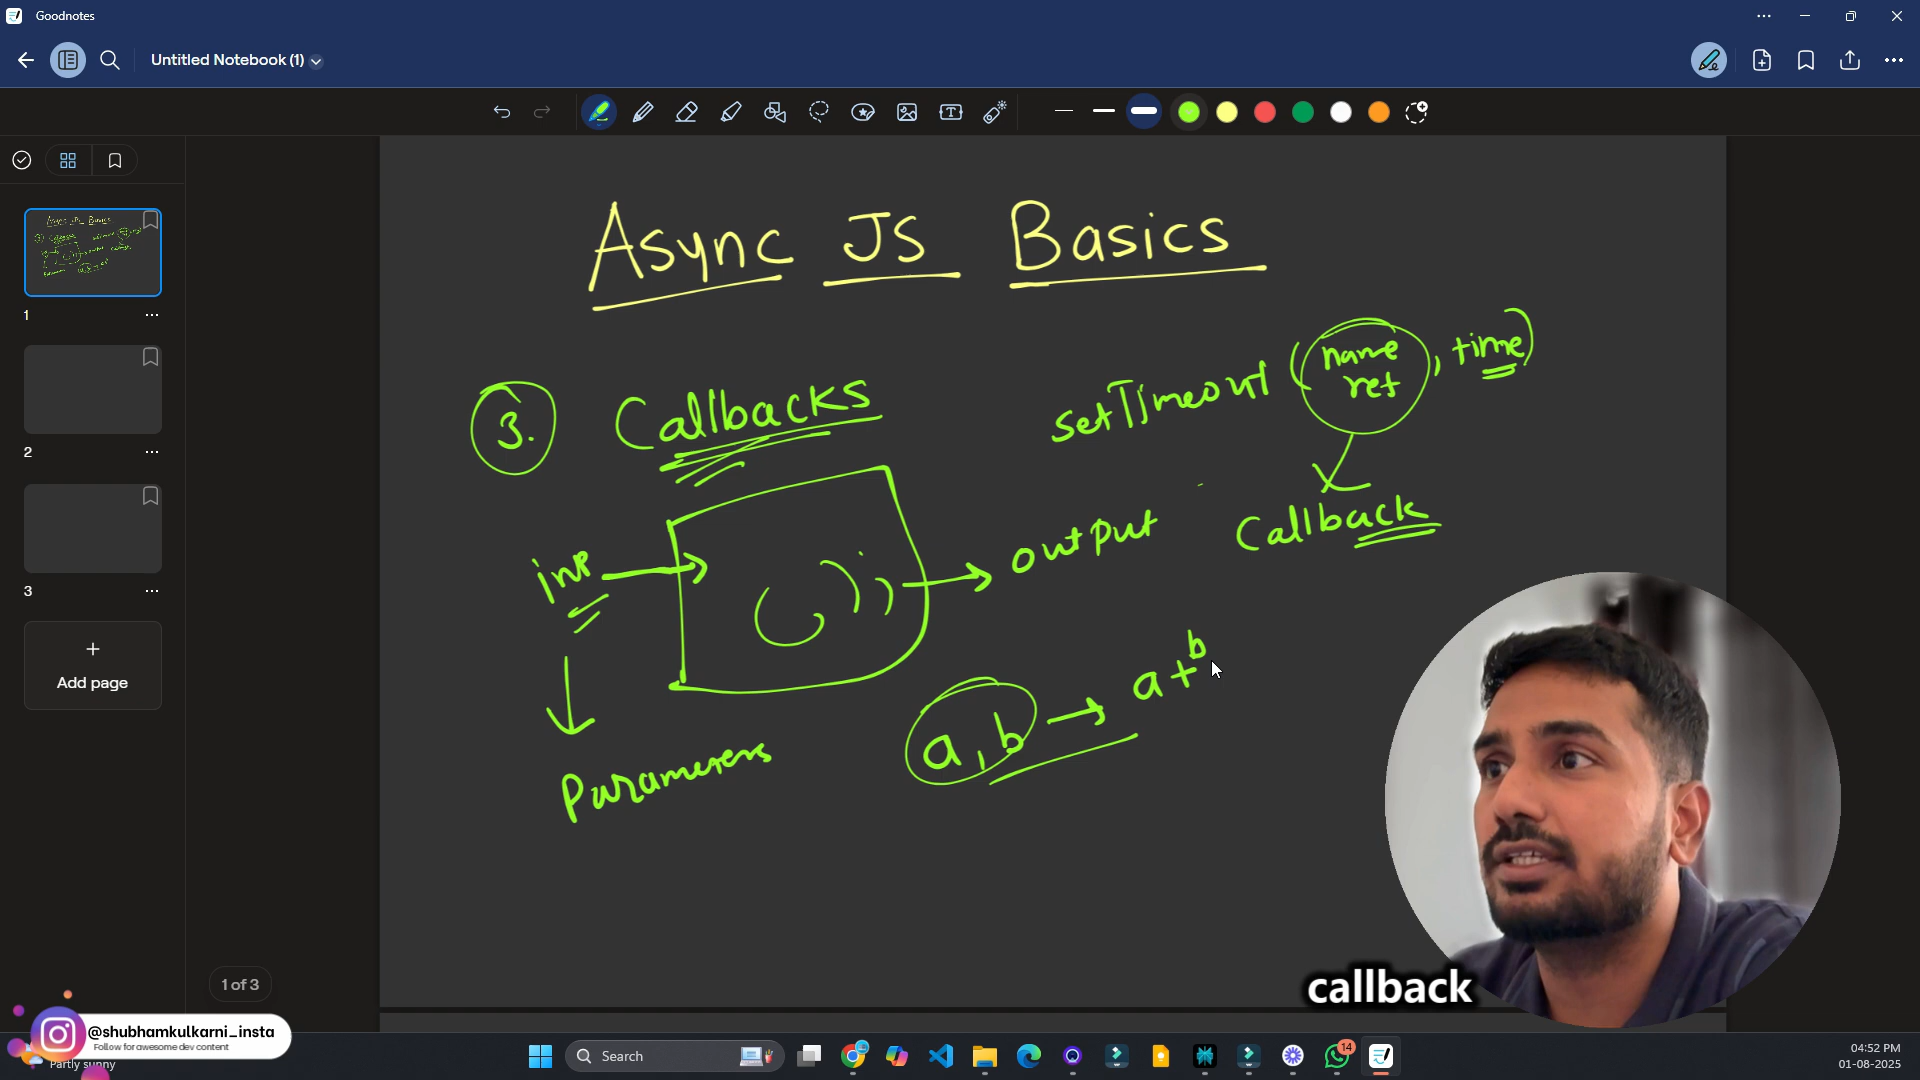 Goodnotes
Untitled Notebook (1)
Async JS Basics
3. Callbacks
setTimeout (name ret, time)
Callback
inp
output
Parameters
a, b → a+b
1
2
3
Add page
1 of 3
callback
@shubhamkulkarni_insta
Follow for awesome dev content
Partly sunny
Search
14
04:52 PM
01-08-2025